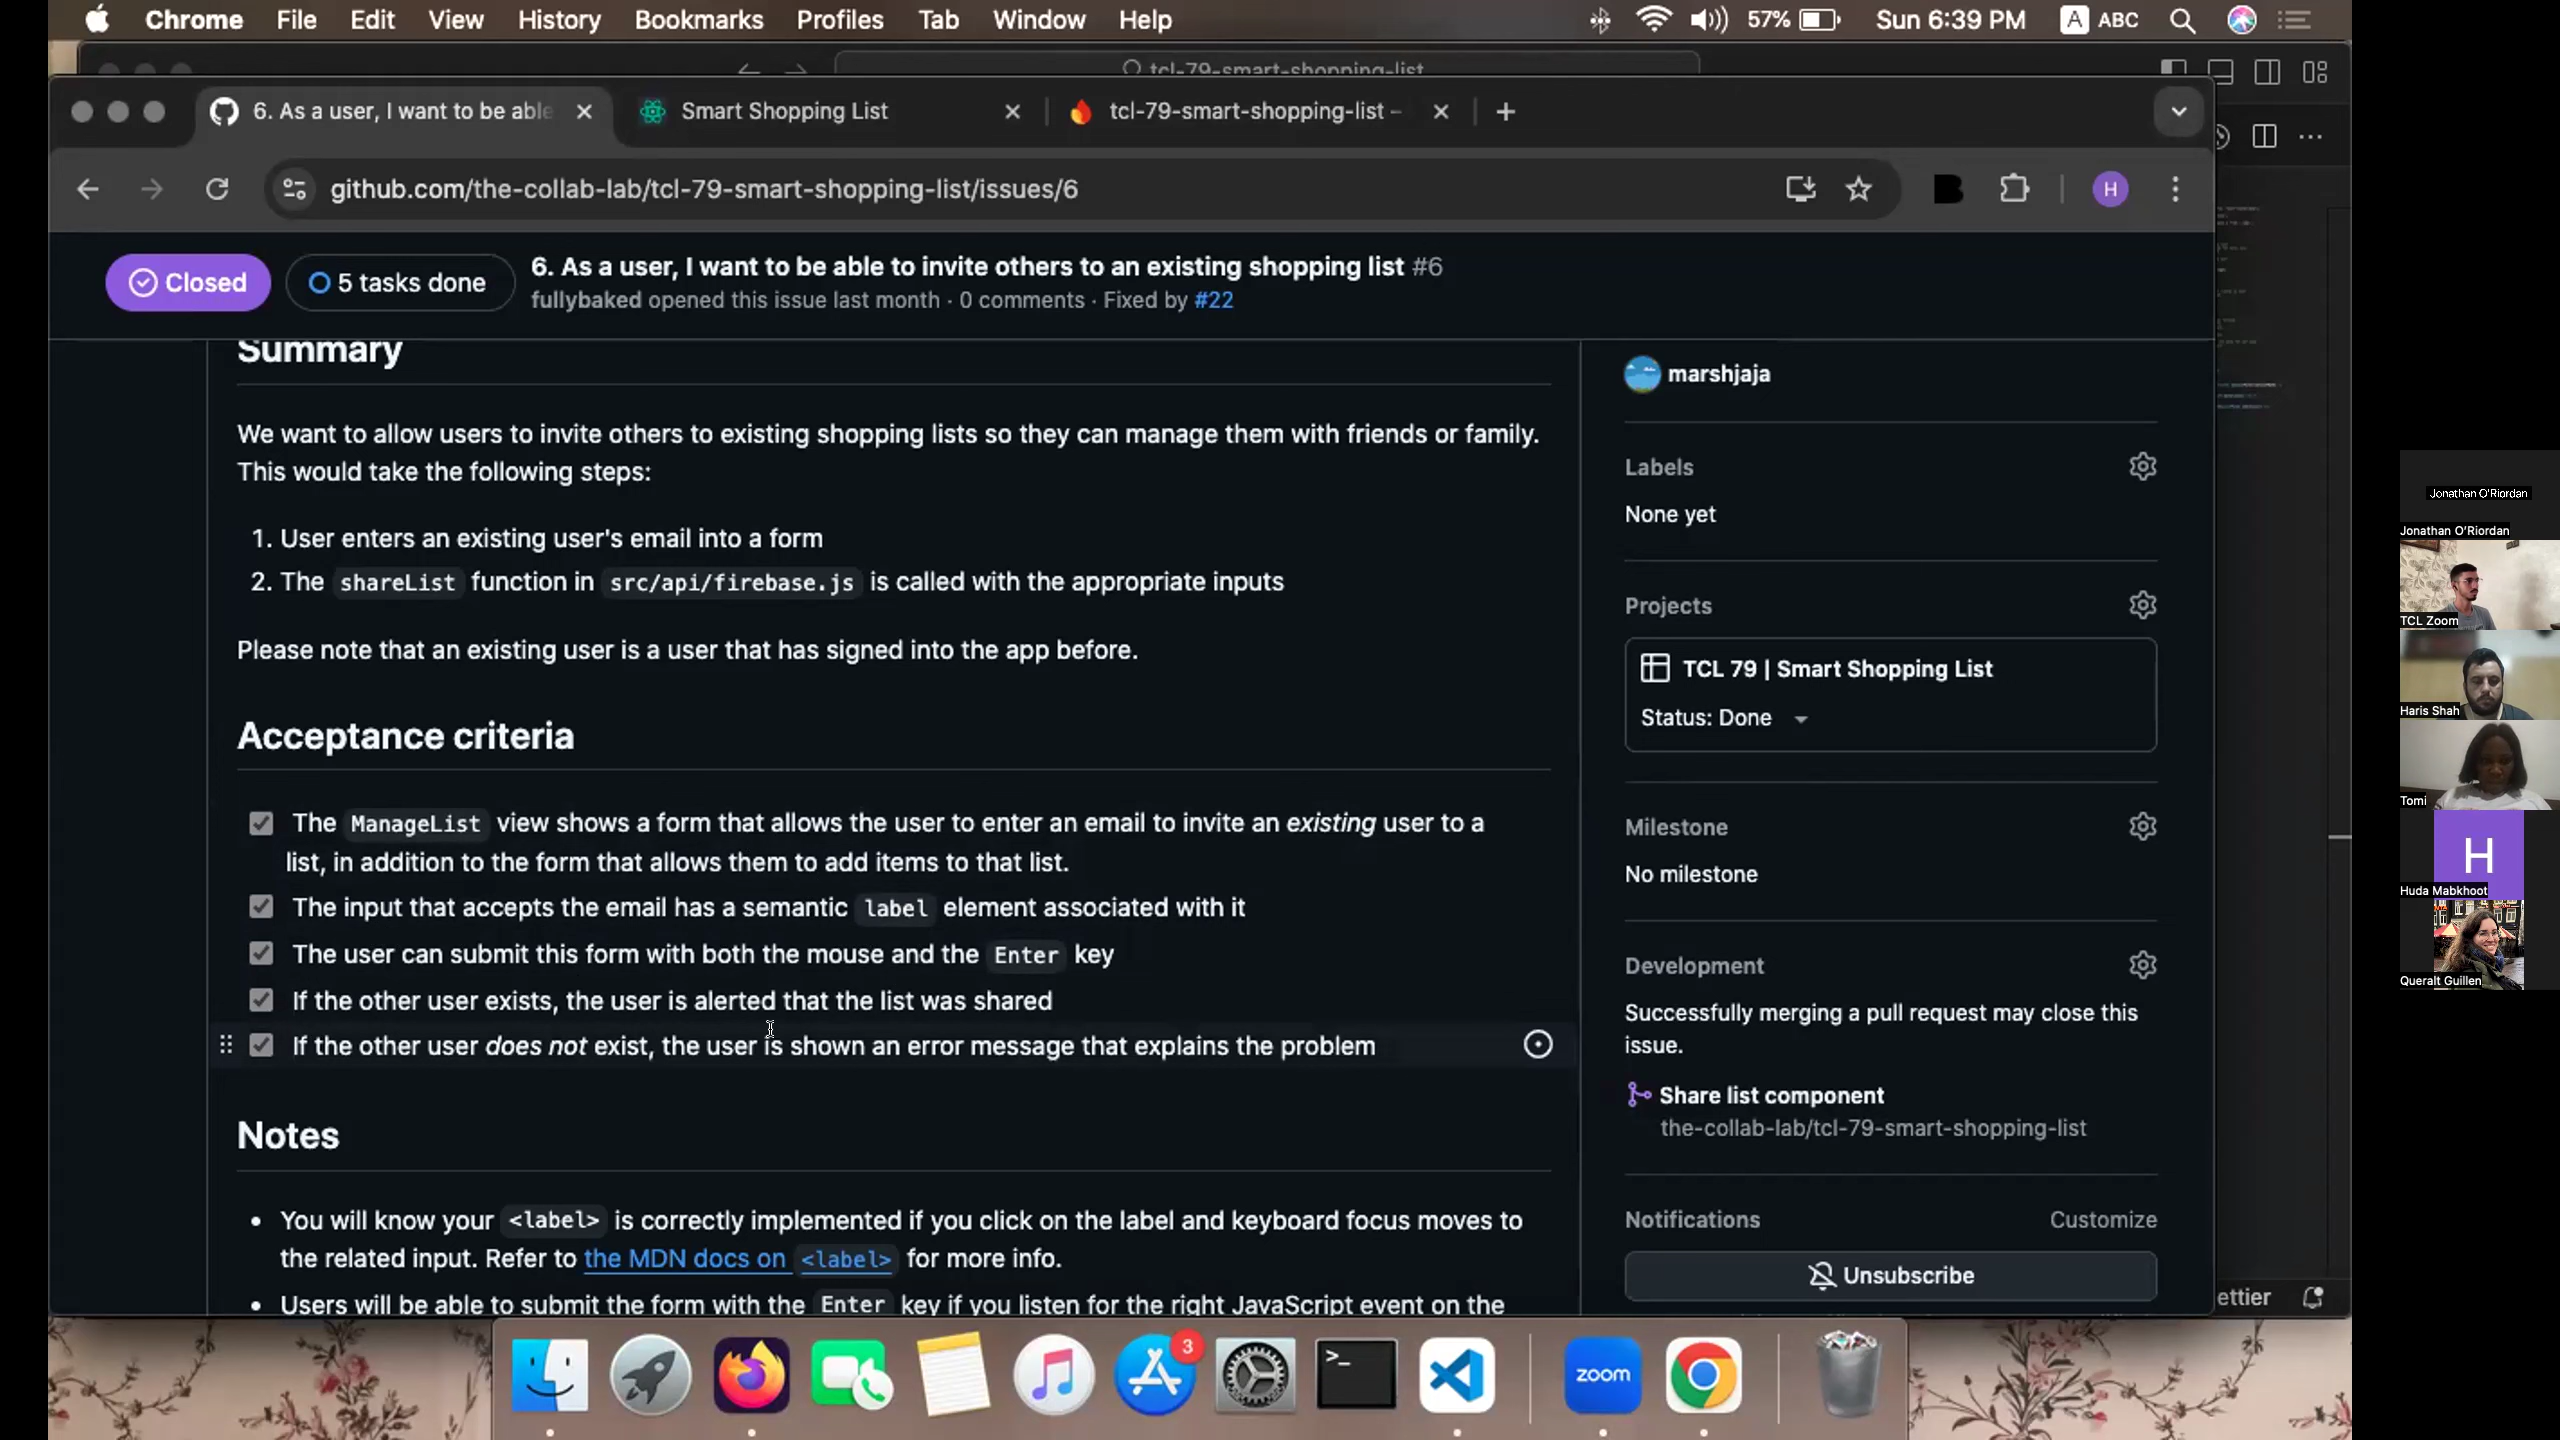 Chrome File Edit View History Bookmarks Profiles Tab Window Help 57% Sun 6:39 PM A ABC
tcl-79-smart-shopping-list
6. As a user, I want to be able Smart Shopping List tcl-79-smart-shopping-list –
github.com/the-collab-lab/tcl-79-smart-shopping-list/issues/6 H
Closed 5 tasks done 6. As a user, I want to be able to invite others to an existing shopping list #6
fullybaked opened this issue last month · 0 comments · Fixed by #22
Summary
We want to allow users to invite others to existing shopping lists so they can manage them with friends or family.
This would take the following steps:
1. User enters an existing user's email into a form
2. The shareList function in src/api/firebase.js is called with the appropriate inputs
Please note that an existing user is a user that has signed into the app before.
Acceptance criteria
The ManageList view shows a form that allows the user to enter an email to invite an existing user to a
list, in addition to the form that allows them to add items to that list.
The input that accepts the email has a semantic label element associated with it
The user can submit this form with both the mouse and the Enter key
If the other user exists, the user is alerted that the list was shared
If the other user does not exist, the user is shown an error message that explains the problem
Notes
• You will know your <label> is correctly implemented if you click on the label and keyboard focus moves to
the related input. Refer to the MDN docs on <label> for more info.
• Users will be able to submit the form with the Enter key if you listen for the right JavaScript event on the
marshjaja
Labels
None yet
Projects
TCL 79 | Smart Shopping List
Status: Done
Milestone
No milestone
Development
Successfully merging a pull request may close this
issue.
Share list component
the-collab-lab/tcl-79-smart-shopping-list
Notifications Customize
Unsubscribe
ettier
3
zoom
Jonathan O'Riordan
Jonathan O'Riordan
TCL Zoom
Haris Shah
Tomi
H
Huda Mabkhoot
Queralt Guillen